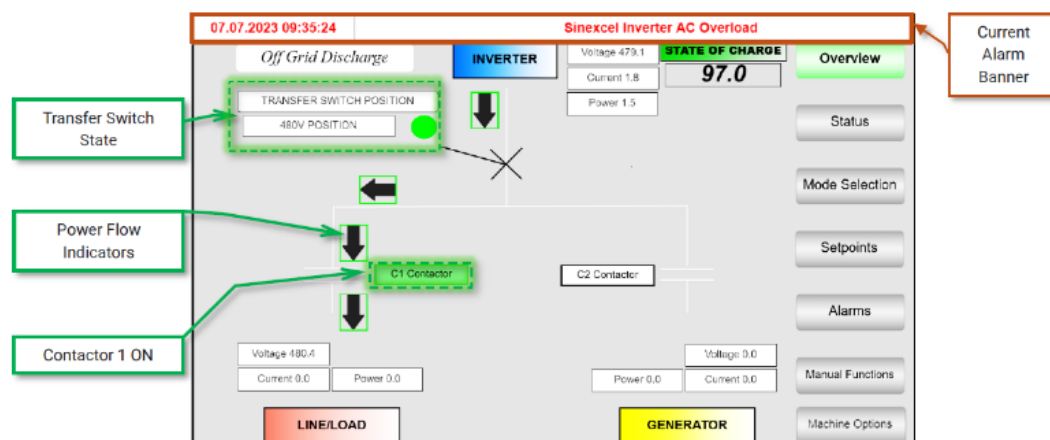 07.07.2023 09:35:24
Sinexcel Inverter AC Overload
Current
Alarm
Banner
Off Grid Discharge
INVERTER
Voltage 479.1
Current 1.8
Power 1.5
STATE OF CHARGE
97.0
Overview
Status
Mode Selection
Setpoints
Alarms
Manual Functions
Machine Options
Transfer Switch
State
TRANSFER SWITCH POSITION
480V POSITION
Power Flow
Indicators
C1 Contactor
C2 Contactor
Contactor 1 ON
Voltage 480.4
Current 0.0
Power 0.0
Voltage 0.0
Power 0.0
Current 0.0
LINE/LOAD
GENERATOR